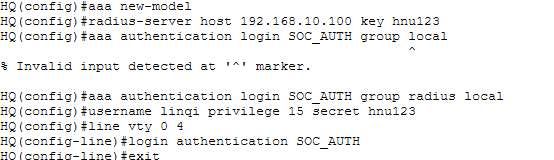 HQ(config)#aaa new-model
HQ(config)#radius-server host 192.168.10.100 key hnu123
HQ(config)#aaa authentication login SOC_AUTH group local
^
% Invalid input detected at '^' marker.
HQ(config)#aaa authentication login SOC_AUTH group radius local
HQ(config)#username linqi privilege 15 secret hnu123
HQ(config)#line vty 0 4
HQ(config-line)#login authentication SOC_AUTH
HQ(config-line)#exit